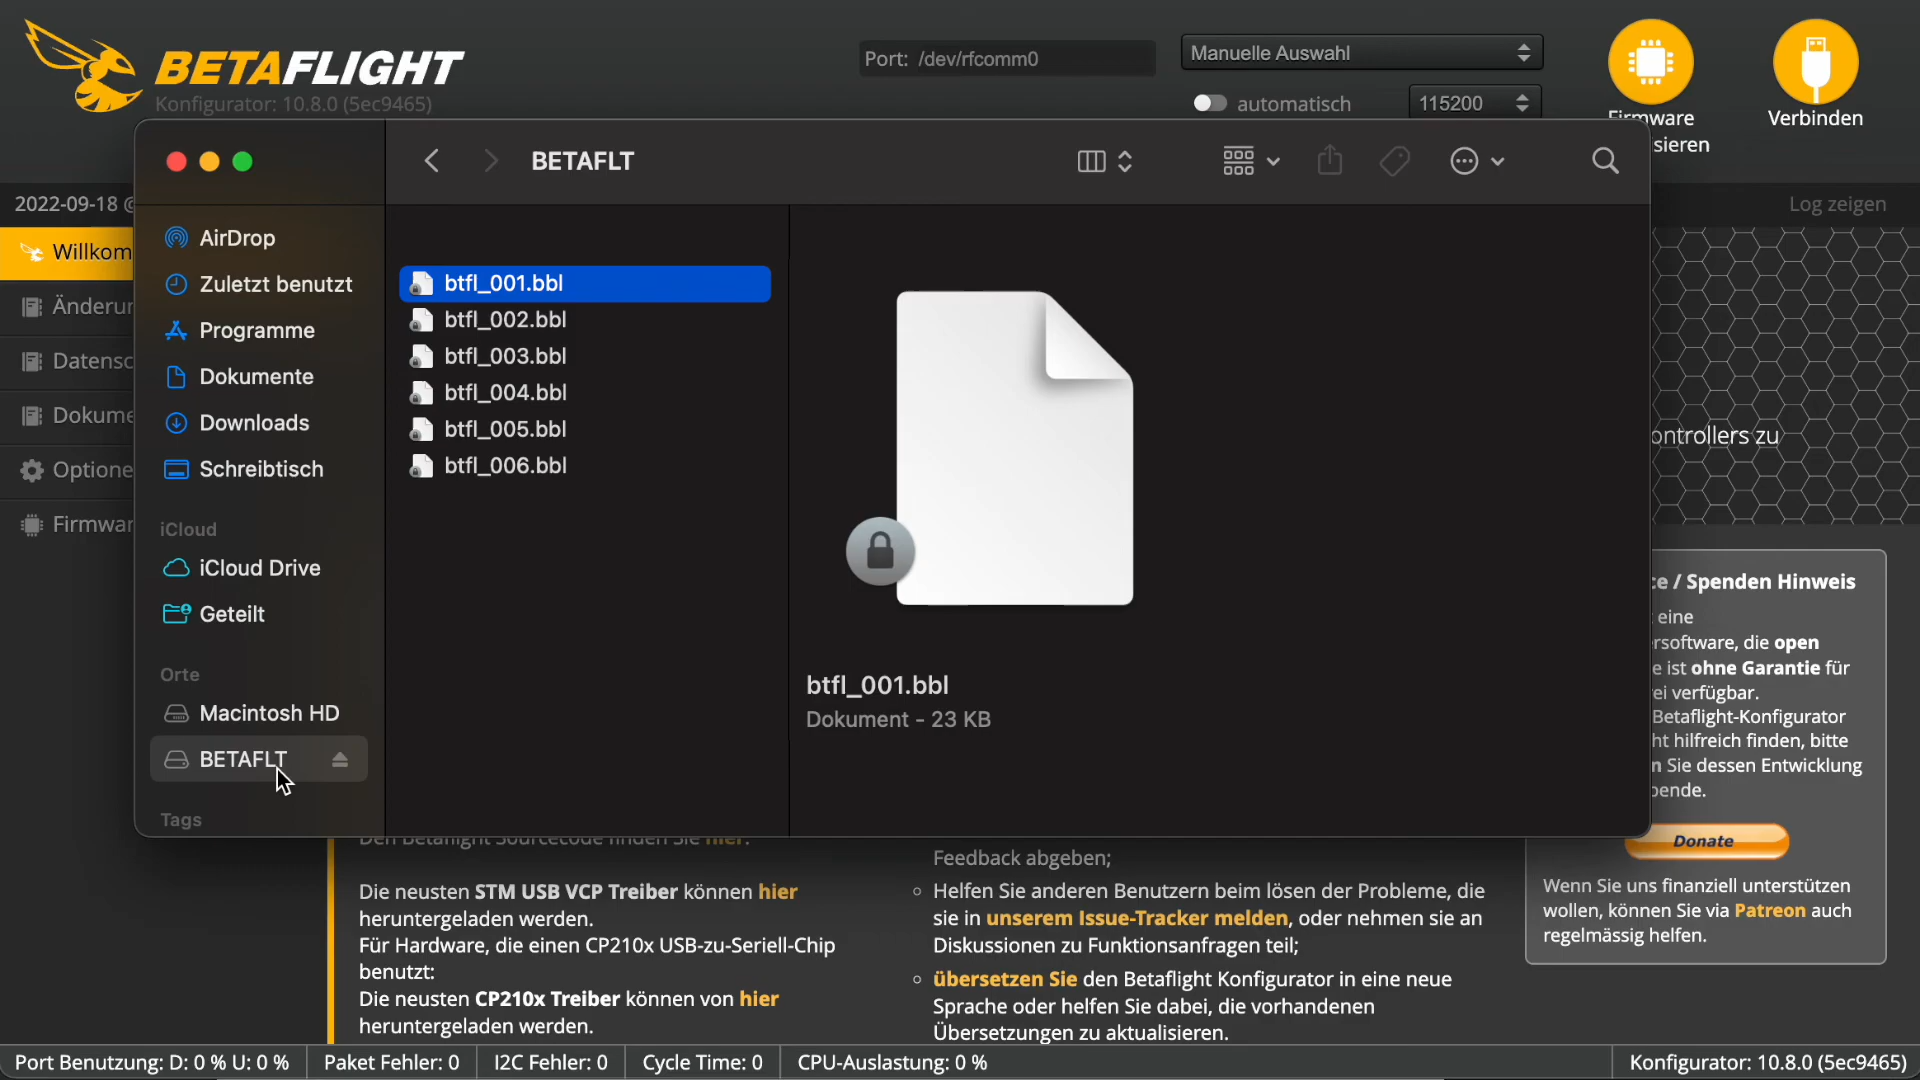 BETAFLIGHT
Konfigurator: 10.8.0 (5ec9465)
Port: /dev/rfcomm0
Manuelle Auswahl
automatisch
115200
Firmware
sieren
Verbinden
2022-09-18 @
Log zeigen
Willkom
Änderun
Datensc
Dokume
Optione
Firmwar
BETAFLT
AirDrop
Zuletzt benutzt
Programme
Dokumente
Downloads
Schreibtisch
iCloud
iCloud Drive
Geteilt
Orte
Macintosh HD
BETAFLT
Tags
btfl_001.bbl
btfl_002.bbl
btfl_003.bbl
btfl_004.bbl
btfl_005.bbl
btfl_006.bbl
btfl_001.bbl
Dokument - 23 KB
ontrollers zu
ce / Spenden Hinweis
eine
rsoftware, die open
e ist ohne Garantie für
ei verfügbar.
Betaflight-Konfigurator
ht hilfreich finden, bitte
n Sie dessen Entwicklung
pende.
Donate
Wenn Sie uns finanziell unterstützen
wollen, können Sie via Patreon auch
regelmässig helfen.
Den Betaflight Sourcecode finden Sie hier.
Die neusten STM USB VCP Treiber können hier
heruntergeladen werden.
Für Hardware, die einen CP210x USB-zu-Seriell-Chip
benutzt:
Die neusten CP210x Treiber können von hier
heruntergeladen werden.
Feedback abgeben;
Helfen Sie anderen Benutzern beim lösen der Probleme, die
sie in unserem Issue-Tracker melden, oder nehmen sie an
Diskussionen zu Funktionsanfragen teil;
übersetzen Sie den Betaflight Konfigurator in eine neue
Sprache oder helfen Sie dabei, die vorhandenen
Übersetzungen zu aktualisieren.
Port Benutzung: D: 0 % U: 0 %
Paket Fehler: 0
I2C Fehler: 0
Cycle Time: 0
CPU-Auslastung: 0 %
Konfigurator: 10.8.0 (5ec9465)